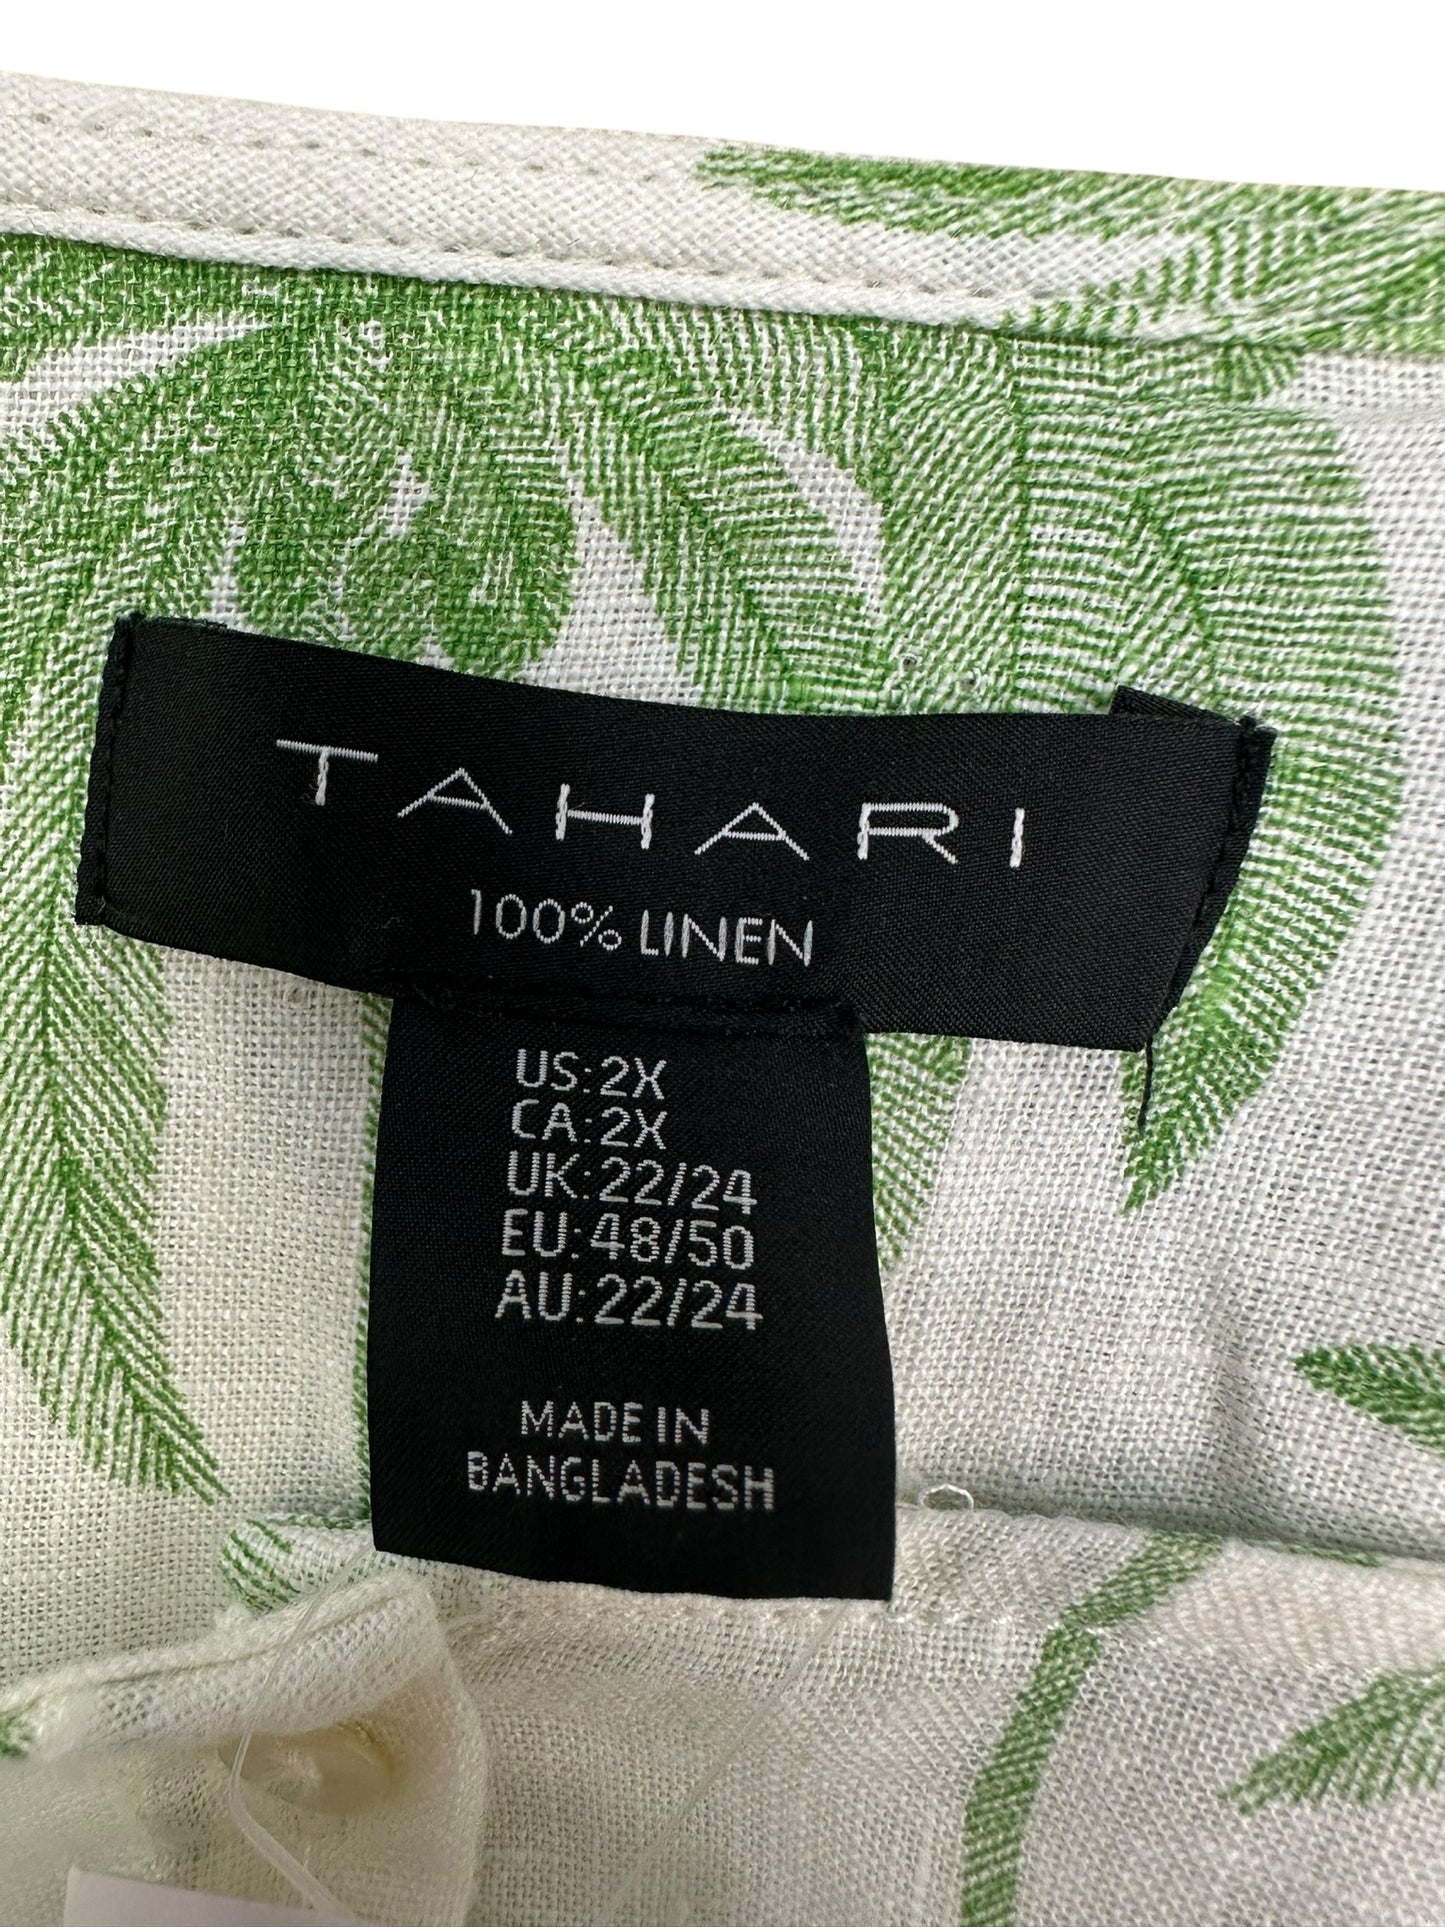 TAHARI
100% LINEN
US:2X
CA:2X
UK:22/24
EU:48/50
AU:22/24
MADE IN
BANGLADESH